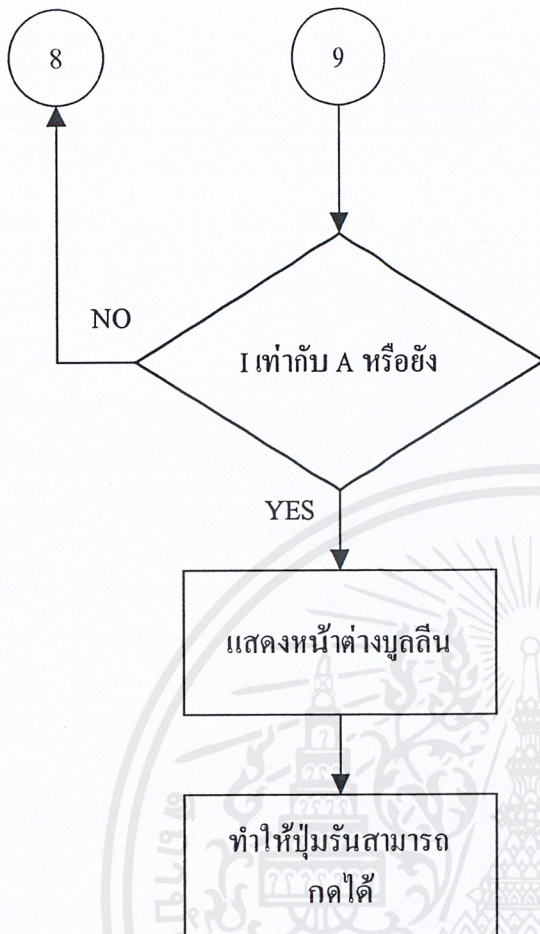 8
9
NO
I เท่ากับ A หรือยัง
YES
แสดงหน้าต่างบูลลีน
ทำให้ปุ่มรันสามารถ
กดได้